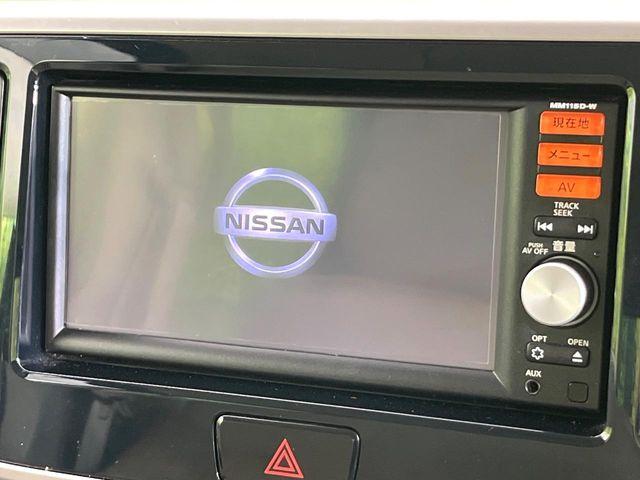 MM115D-W
現在地
メニュー
AV
TRACK
SEEK
NISSAN
PUSH
AV OFF
音量
OPT
OPEN
AUX